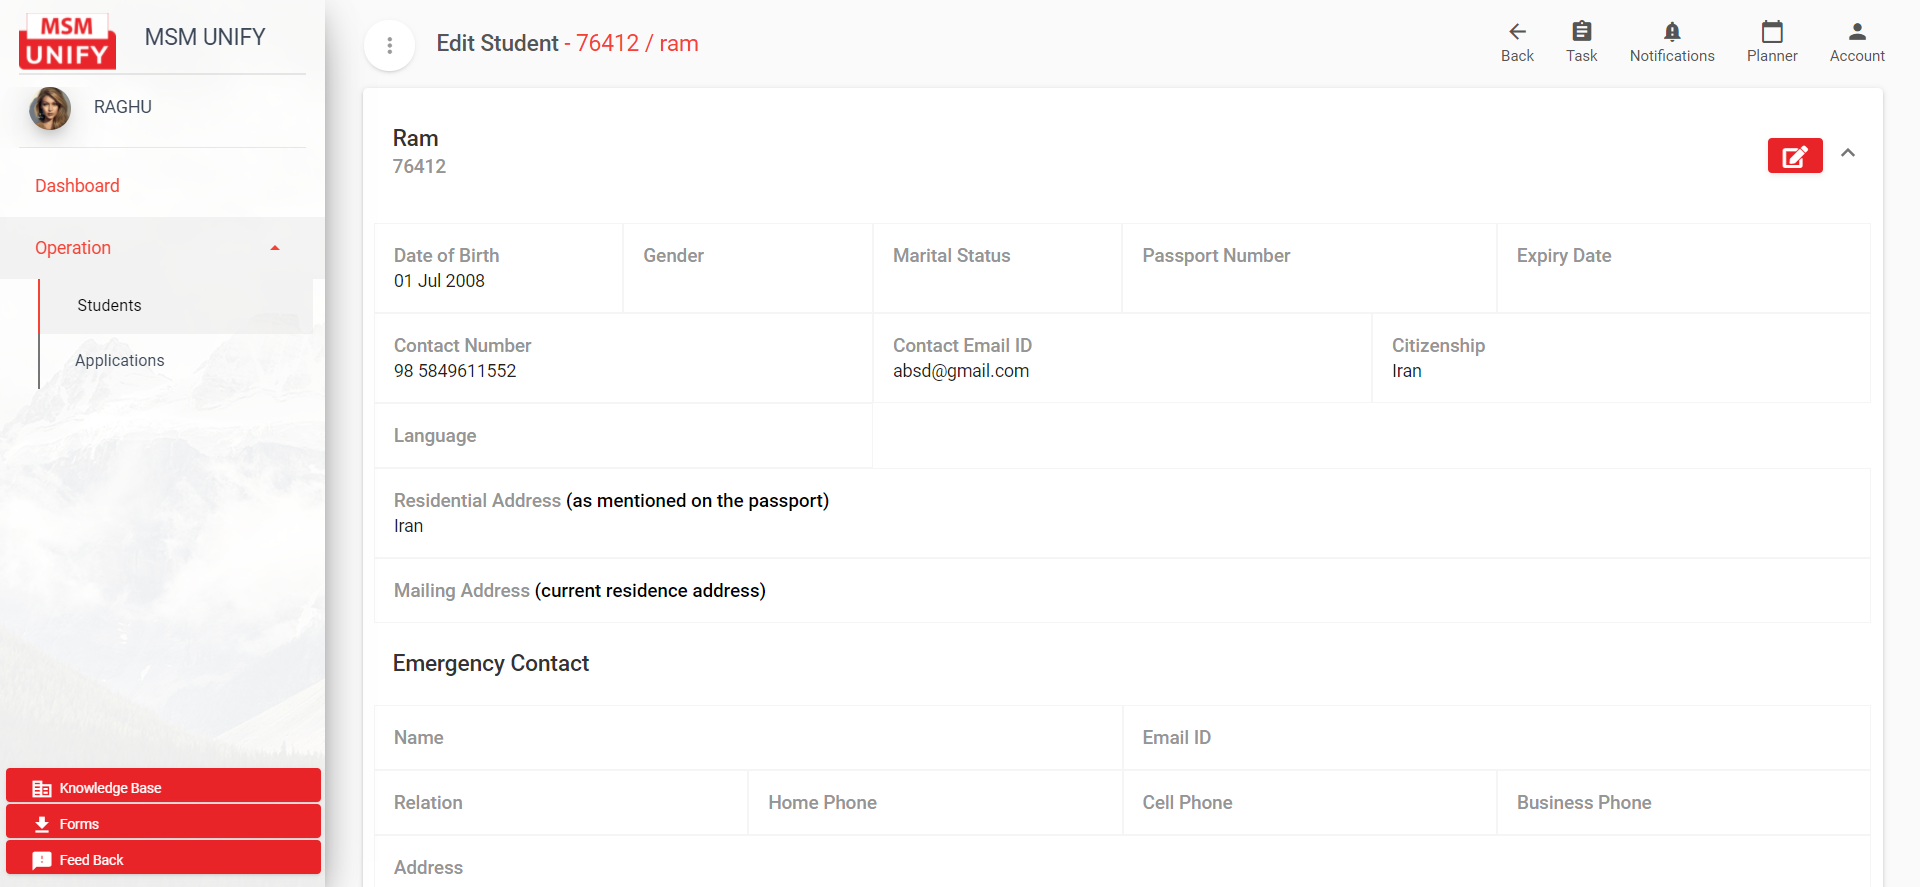 MSM
UNIFY
MSM UNIFY
RAGHU
Dashboard
Operation
Students
Applications
Knowledge Base
Forms
Feed Back
Edit Student - 76412 / ram
Back
Task
Notifications
Planner
Account
Ram
76412
Date of Birth
01 Jul 2008
Gender
Marital Status
Passport Number
Expiry Date
Contact Number
98 5849611552
Contact Email ID
absd@gmail.com
Citizenship
Iran
Language
Residential Address (as mentioned on the passport)
Iran
Mailing Address (current residence address)
Emergency Contact
Name
Email ID
Relation
Home Phone
Cell Phone
Business Phone
Address